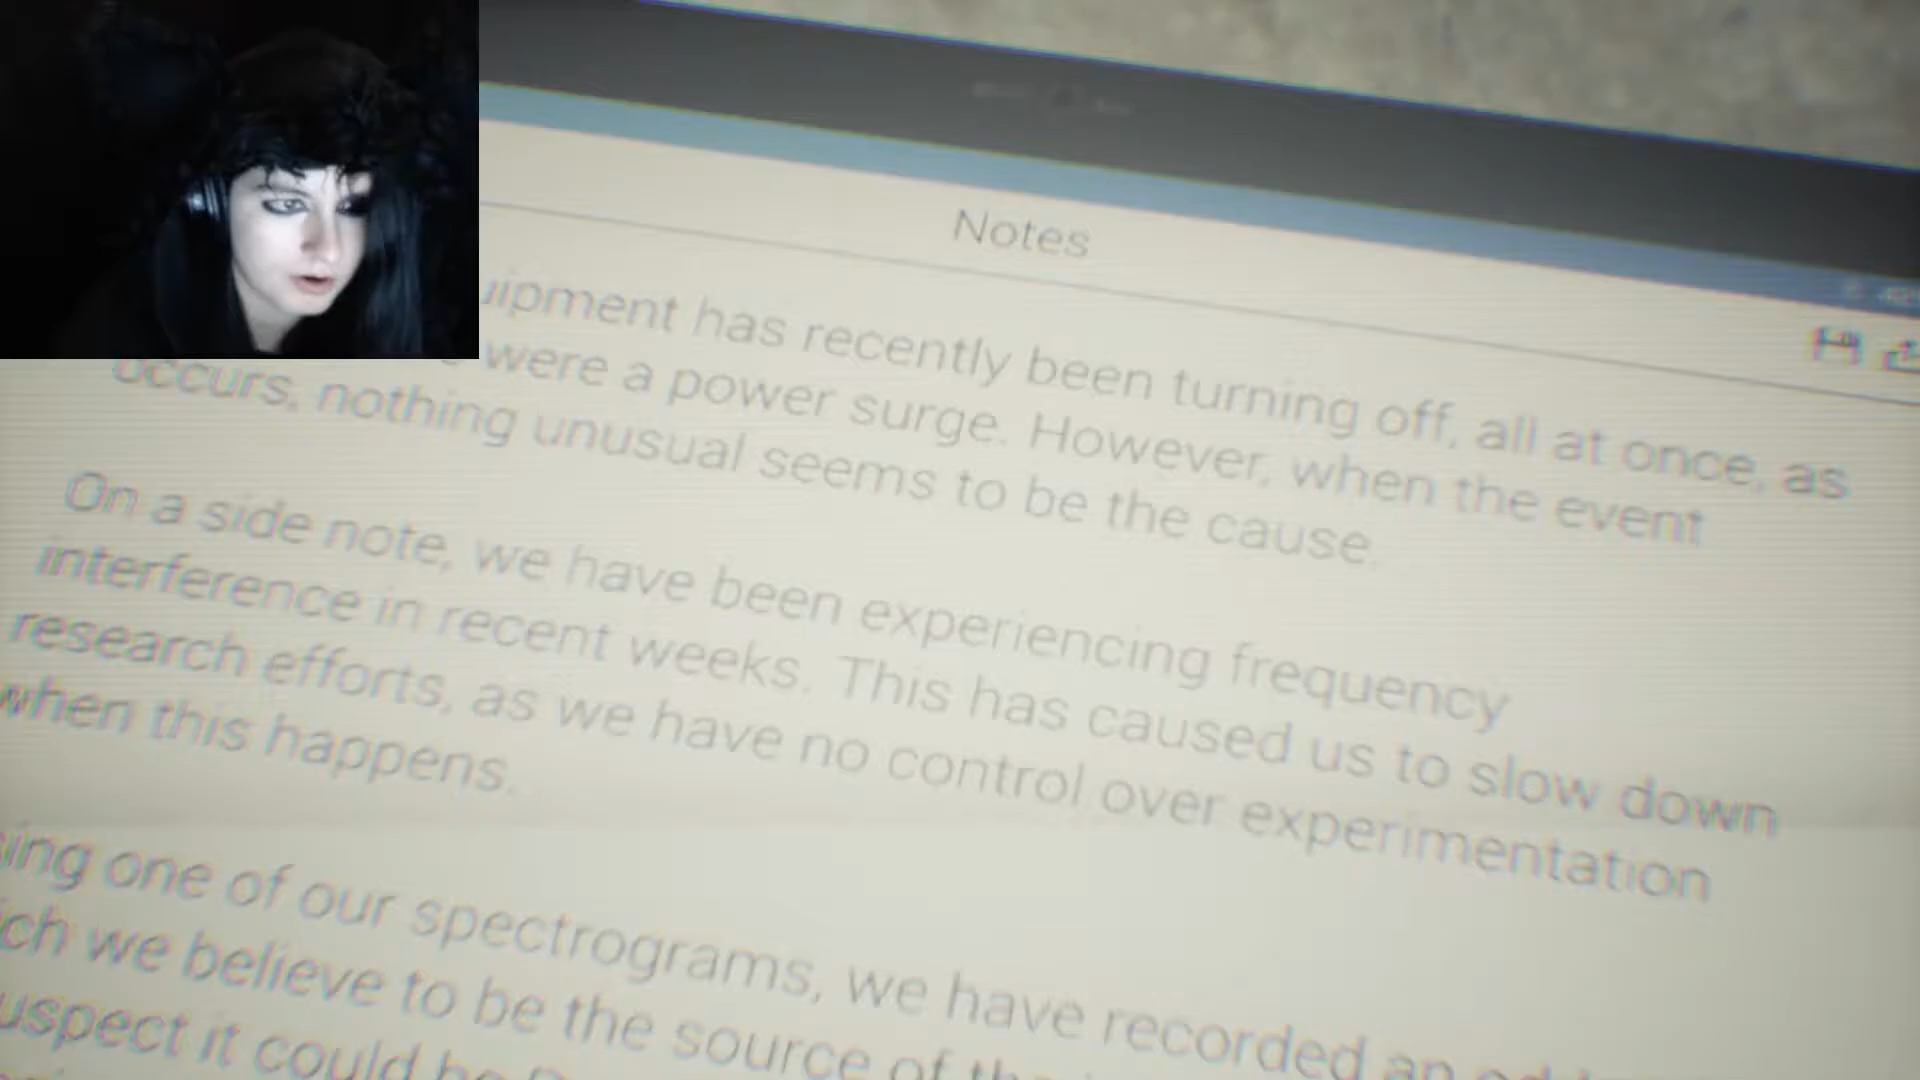 Notes
uipment has recently been turning off, all at once, as
were a power surge. However, when the event
occurs, nothing unusual seems to be the cause.
On a side note, we have been experiencing frequency
interference in recent weeks. This has caused us to slow down
research efforts, as we have no control over experimentation
when this happens.
ing one of our spectrograms, we have recorded an
ch we believe to be the source of
uspect it could be